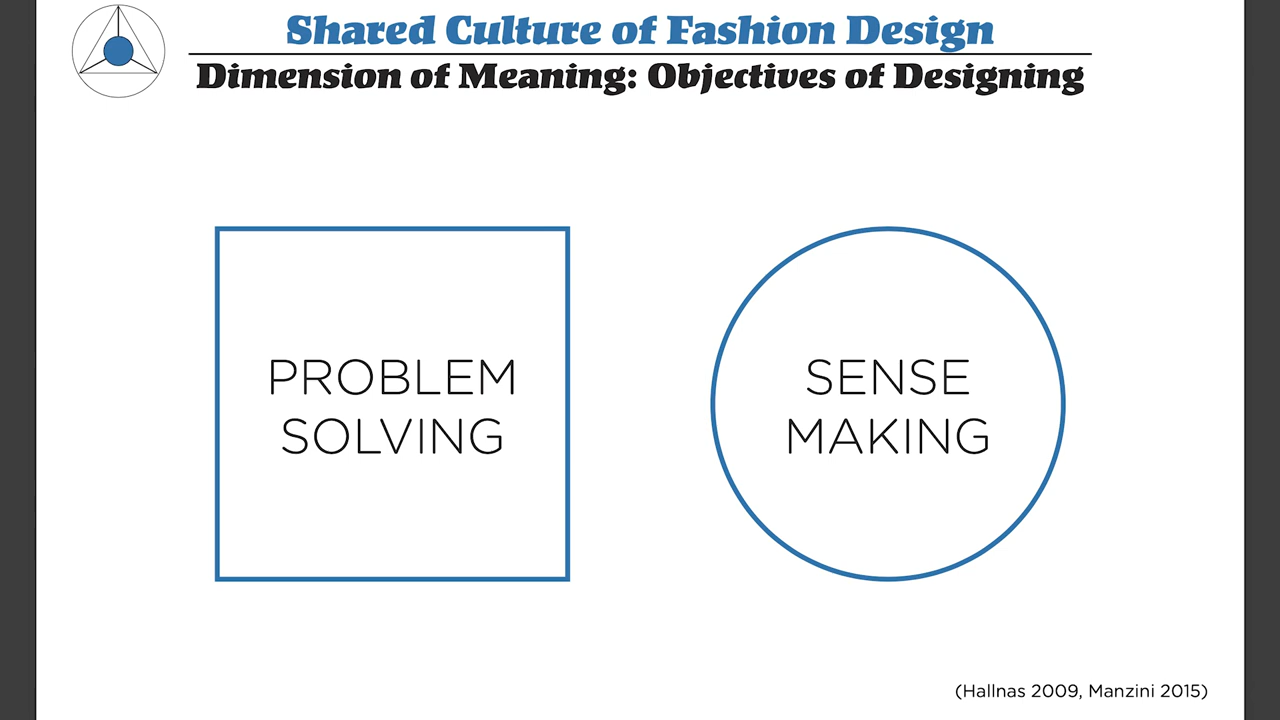 Shared Culture of Fashion Design
Dimension of Meaning: Objectives of Designing
PROBLEM
SOLVING
SENSE
MAKING
(Hallnas 2009, Manzini 2015)